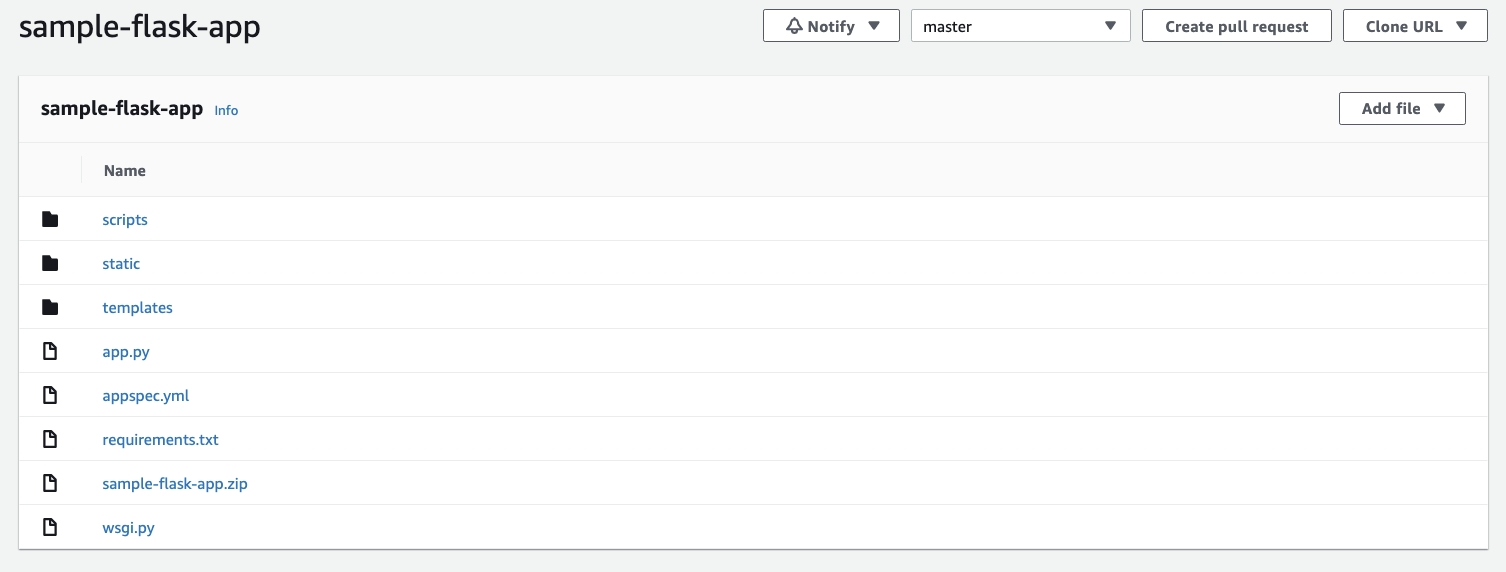 sample-flask-app
Notify
master
Create pull request
Clone URL
sample-flask-app Info
Add file
Name
scripts
static
templates
app.py
appspec.yml
requirements.txt
sample-flask-app.zip
wsgi.py